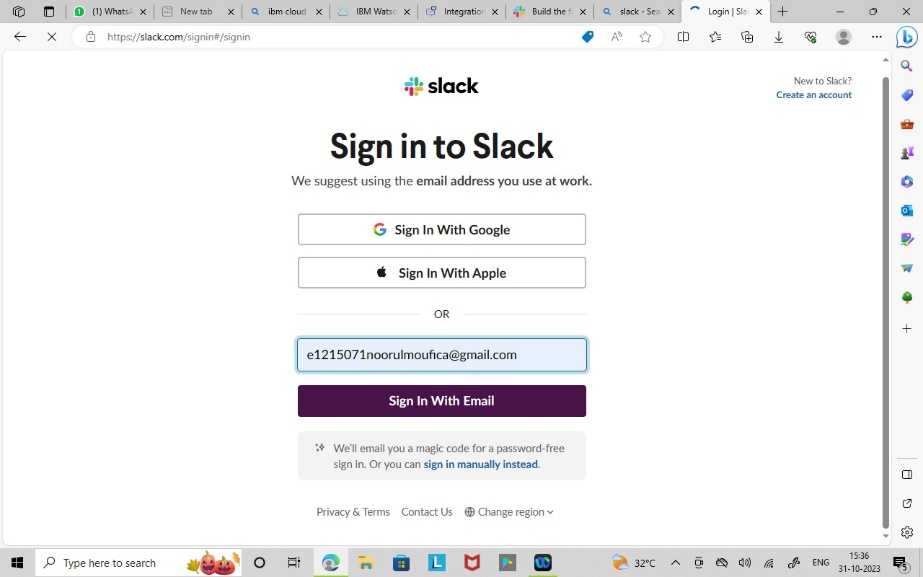 (1) WhatsA
New tab
ibm cloud
IBM Watso
Integration
Build the f
slack - Sea
Login | Sla
https://slack.com/signin#/signin
slack
New to Slack?
Create an account
Sign in to Slack
We suggest using the email address you use at work.
Sign In With Google
Sign In With Apple
OR
e1215071noorulmoufica@gmail.com
Sign In With Email
We'll email you a magic code for a password-free
sign in. Or you can sign in manually instead.
Privacy & Terms Contact Us Change region
Type here to search
32°C
ENG
15:36
31-10-2023